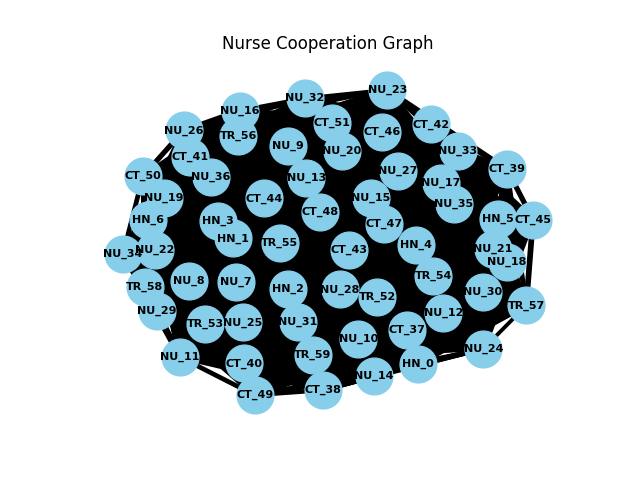 Nurse Cooperation Graph
NU_23
NU_32
NU_16
CT_51
CT_42
NU_26
CT_46
TR_56
NU_9
NU_20
NU_33
CT_41
CT_39
NU_27
CT_50
NU_36
NU_13
NU_17
NU_19
CT_44
NU_15
NU_35
CT_48
HN_6
HN_3
HN_5
CT_45
CT_47
HN_1
TR_55
HN_4
NU_34
NU_22
CT_43
NU_21
NU_18
TR_54
NU_8
NU_7
TR_58
HN_2
NU_28
NU_30
TR_52
TR_57
NU_29
NU_12
TR_53
NU_25
NU_31
CT_37
NU_10
NU_24
NU_11
TR_59
CT_40
HN_0
NU_14
CT_38
CT_49